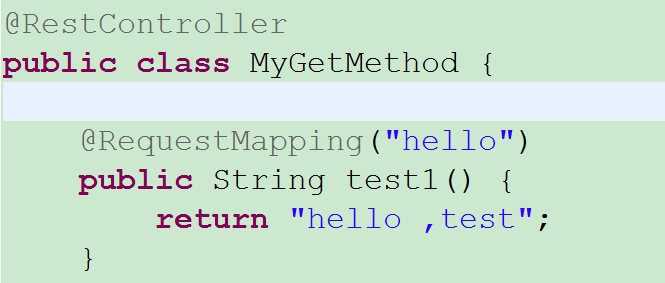 @RestController
public class MyGetMethod {
@RequestMapping("hello")
public String test1() {
return "hello ,test";
}